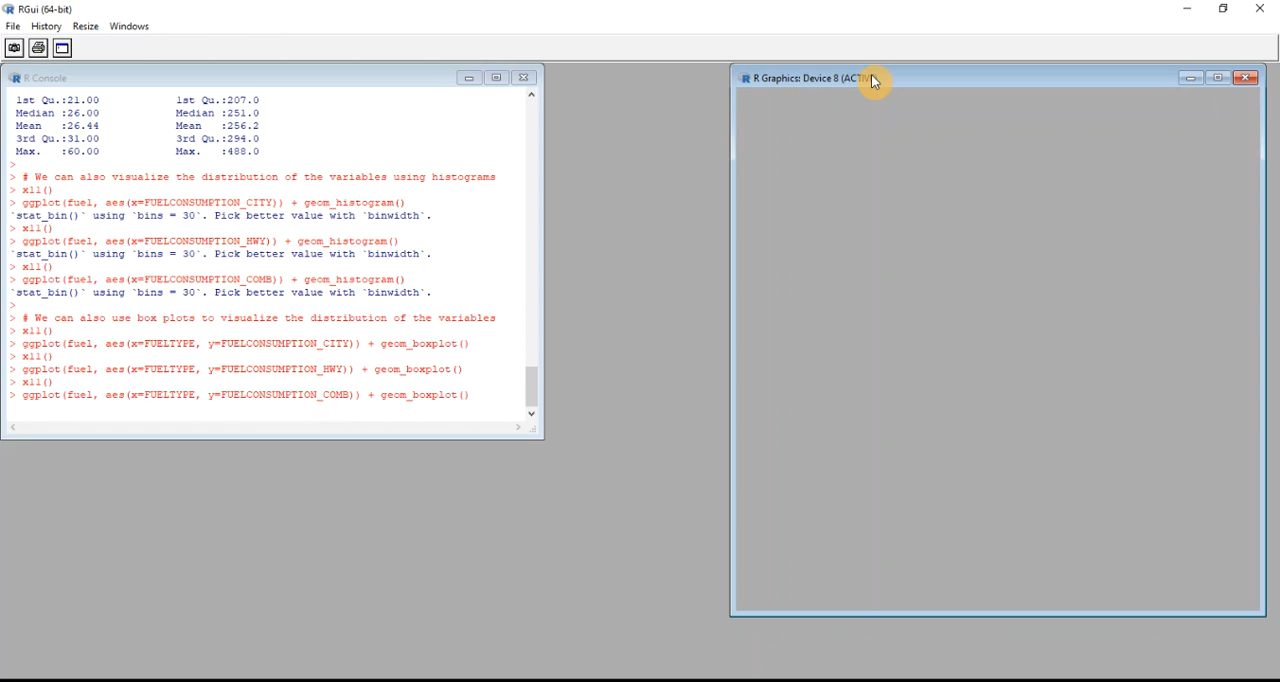 RGui (64-bit)
File History Resize Windows
R Console
1st Qu.:21.00 1st Qu.:207.0
Median :26.00 Median :251.0
Mean :26.44 Mean :256.2
3rd Qu.:31.00 3rd Qu.:294.0
Max. :60.00 Max. :488.0
>
> # We can also visualize the distribution of the variables using histograms
> x11()
> ggplot(fuel, aes(x=FUELCONSUMPTION_CITY)) + geom_histogram()
`stat_bin()` using `bins = 30`. Pick better value with `binwidth`.
> x11()
> ggplot(fuel, aes(x=FUELCONSUMPTION_HWY)) + geom_histogram()
`stat_bin()` using `bins = 30`. Pick better value with `binwidth`.
> x11()
> ggplot(fuel, aes(x=FUELCONSUMPTION_COMB)) + geom_histogram()
`stat_bin()` using `bins = 30`. Pick better value with `binwidth`.
>
> # We can also use box plots to visualize the distribution of the variables
> x11()
> ggplot(fuel, aes(x=FUELTYPE, y=FUELCONSUMPTION_CITY)) + geom_boxplot()
> x11()
> ggplot(fuel, aes(x=FUELTYPE, y=FUELCONSUMPTION_HWY)) + geom_boxplot()
> x11()
> ggplot(fuel, aes(x=FUELTYPE, y=FUELCONSUMPTION_COMB)) + geom_boxplot()
R Graphics: Device 8